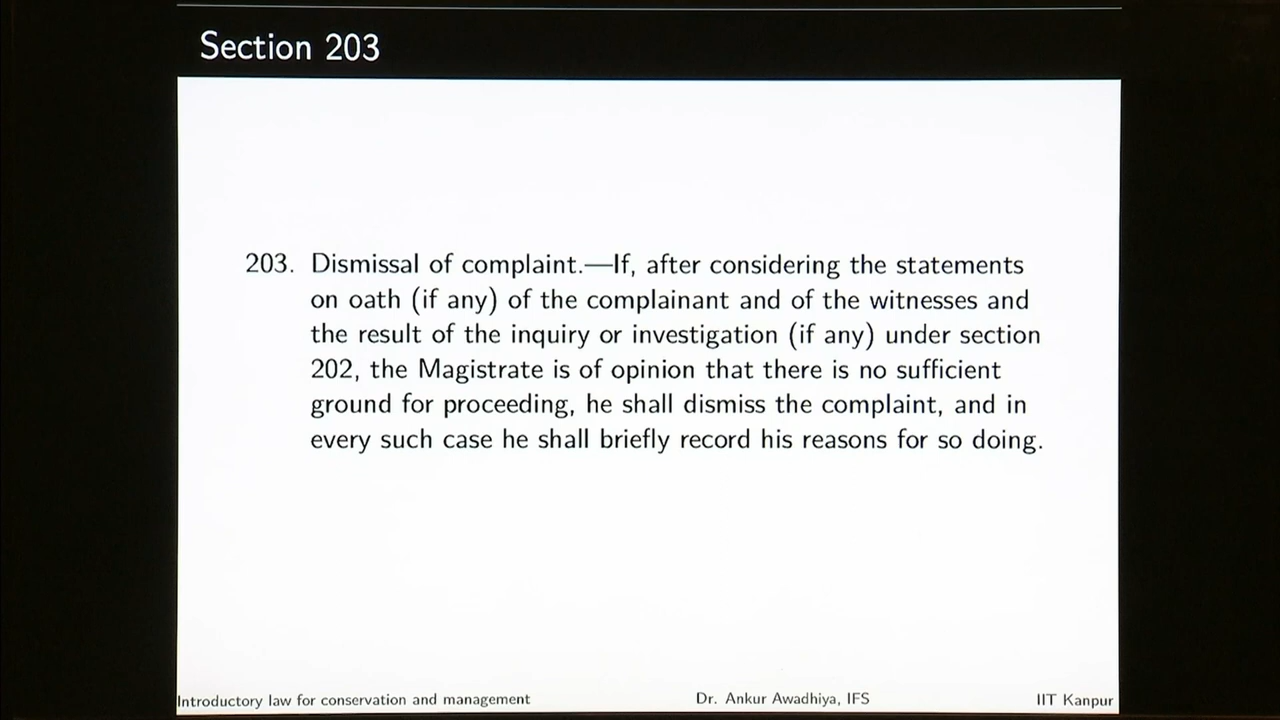 Section 203
203. Dismissal of complaint.—If, after considering the statements
on oath (if any) of the complainant and of the witnesses and
the result of the inquiry or investigation (if any) under section
202, the Magistrate is of opinion that there is no sufficient
ground for proceeding, he shall dismiss the complaint, and in
every such case he shall briefly record his reasons for so doing.
Introductory law for conservation and management Dr. Ankur Awadhiya, IFS IIT Kanpur